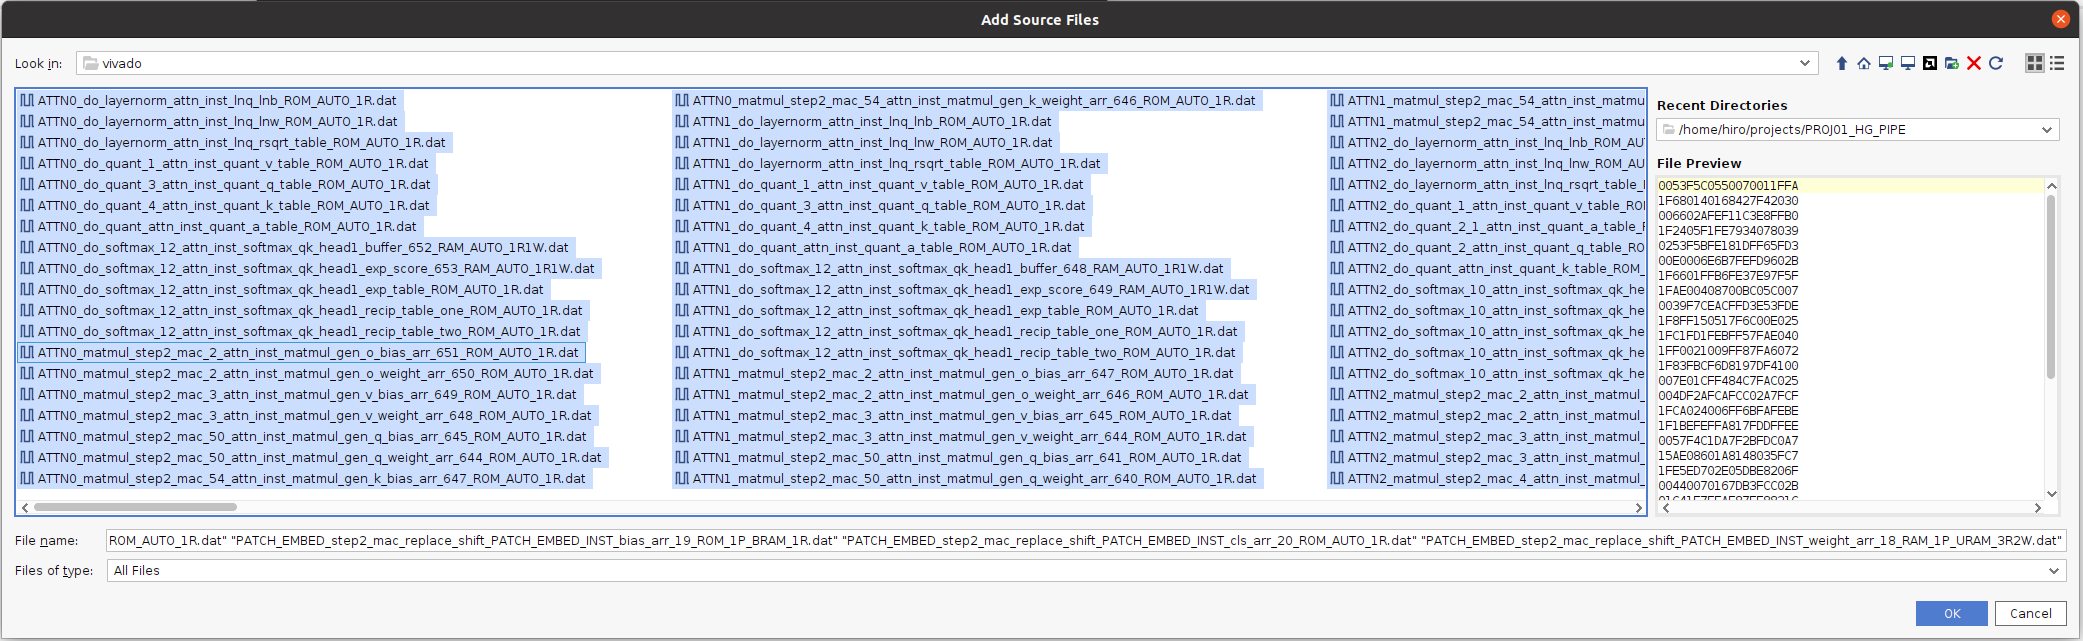 Add Source Files
Look in: vivado
ATTN0_do_layernorm_attn_inst_lnq_lnb_ROM_AUTO_1R.dat
ATTN0_do_layernorm_attn_inst_lnq_lnw_ROM_AUTO_1R.dat
ATTN0_do_layernorm_attn_inst_lnq_rsqrt_table_ROM_AUTO_1R.dat
ATTN0_do_quant_1_attn_inst_quant_v_table_ROM_AUTO_1R.dat
ATTN0_do_quant_3_attn_inst_quant_q_table_ROM_AUTO_1R.dat
ATTN0_do_quant_4_attn_inst_quant_k_table_ROM_AUTO_1R.dat
ATTN0_do_quant_attn_inst_quant_a_table_ROM_AUTO_1R.dat
ATTN0_do_softmax_12_attn_inst_softmax_qk_head1_buffer_652_RAM_AUTO_1R1W.dat
ATTN0_do_softmax_12_attn_inst_softmax_qk_head1_exp_score_653_RAM_AUTO_1R1W.dat
ATTN0_do_softmax_12_attn_inst_softmax_qk_head1_exp_table_ROM_AUTO_1R.dat
ATTN0_do_softmax_12_attn_inst_softmax_qk_head1_recip_table_one_ROM_AUTO_1R.dat
ATTN0_do_softmax_12_attn_inst_softmax_qk_head1_recip_table_two_ROM_AUTO_1R.dat
ATTN0_matmul_step2_mac_2_attn_inst_matmul_gen_o_bias_arr_651_ROM_AUTO_1R.dat
ATTN0_matmul_step2_mac_2_attn_inst_matmul_gen_o_weight_arr_650_ROM_AUTO_1R.dat
ATTN0_matmul_step2_mac_3_attn_inst_matmul_gen_v_bias_arr_649_ROM_AUTO_1R.dat
ATTN0_matmul_step2_mac_3_attn_inst_matmul_gen_v_weight_arr_648_ROM_AUTO_1R.dat
ATTN0_matmul_step2_mac_50_attn_inst_matmul_gen_q_bias_arr_645_ROM_AUTO_1R.dat
ATTN0_matmul_step2_mac_50_attn_inst_matmul_gen_q_weight_arr_644_ROM_AUTO_1R.dat
ATTN0_matmul_step2_mac_54_attn_inst_matmul_gen_k_bias_arr_647_ROM_AUTO_1R.dat
ATTN0_matmul_step2_mac_54_attn_inst_matmul_gen_k_weight_arr_646_ROM_AUTO_1R.dat
ATTN1_do_layernorm_attn_inst_lnq_lnb_ROM_AUTO_1R.dat
ATTN1_do_layernorm_attn_inst_lnq_lnw_ROM_AUTO_1R.dat
ATTN1_do_layernorm_attn_inst_lnq_rsqrt_table_ROM_AUTO_1R.dat
ATTN1_do_quant_1_attn_inst_quant_v_table_ROM_AUTO_1R.dat
ATTN1_do_quant_3_attn_inst_quant_q_table_ROM_AUTO_1R.dat
ATTN1_do_quant_4_attn_inst_quant_k_table_ROM_AUTO_1R.dat
ATTN1_do_quant_attn_inst_quant_a_table_ROM_AUTO_1R.dat
ATTN1_do_softmax_12_attn_inst_softmax_qk_head1_buffer_648_RAM_AUTO_1R1W.dat
ATTN1_do_softmax_12_attn_inst_softmax_qk_head1_exp_score_649_RAM_AUTO_1R1W.dat
ATTN1_do_softmax_12_attn_inst_softmax_qk_head1_exp_table_ROM_AUTO_1R.dat
ATTN1_do_softmax_12_attn_inst_softmax_qk_head1_recip_table_one_ROM_AUTO_1R.dat
ATTN1_do_softmax_12_attn_inst_softmax_qk_head1_recip_table_two_ROM_AUTO_1R.dat
ATTN1_matmul_step2_mac_2_attn_inst_matmul_gen_o_bias_arr_647_ROM_AUTO_1R.dat
ATTN1_matmul_step2_mac_2_attn_inst_matmul_gen_o_weight_arr_646_ROM_AUTO_1R.dat
ATTN1_matmul_step2_mac_3_attn_inst_matmul_gen_v_bias_arr_645_ROM_AUTO_1R.dat
ATTN1_matmul_step2_mac_3_attn_inst_matmul_gen_v_weight_arr_644_ROM_AUTO_1R.dat
ATTN1_matmul_step2_mac_50_attn_inst_matmul_gen_q_bias_arr_641_ROM_AUTO_1R.dat
ATTN1_matmul_step2_mac_50_attn_inst_matmul_gen_q_weight_arr_640_ROM_AUTO_1R.dat
ATTN1_matmul_step2_mac_54_attn_inst_matmu
ATTN1_matmul_step2_mac_54_attn_inst_matmu
ATTN2_do_layernorm_attn_inst_lnq_lnb_ROM_AU
ATTN2_do_layernorm_attn_inst_lnq_lnw_ROM_A
ATTN2_do_layernorm_attn_inst_lnq_rsqrt_table_
ATTN2_do_quant_1_attn_inst_quant_v_table_RO
ATTN2_do_quant_2_1_attn_inst_quant_a_table_
ATTN2_do_quant_2_attn_inst_quant_q_table_RO
ATTN2_do_quant_attn_inst_quant_k_table_ROM_
ATTN2_do_softmax_10_attn_inst_softmax_qk_he
ATTN2_do_softmax_10_attn_inst_softmax_qk_he
ATTN2_do_softmax_10_attn_inst_softmax_qk_he
ATTN2_do_softmax_10_attn_inst_softmax_qk_he
ATTN2_do_softmax_10_attn_inst_softmax_qk_he
ATTN2_matmul_step2_mac_2_attn_inst_matmul_
ATTN2_matmul_step2_mac_2_attn_inst_matmul_
ATTN2_matmul_step2_mac_3_attn_inst_matmul_
ATTN2_matmul_step2_mac_3_attn_inst_matmul_
ATTN2_matmul_step2_mac_4_attn_inst_matmul_
Recent Directories
/home/hiro/projects/PROJ01_HG_PIPE
File Preview
0053F5C0550070011FFA
1F680140168427F42030
006602AFEF11C3E8FFB0
1F2405F1FE7934078039
0253F5BFE181DFF65FD3
00E0006E6B7FEFD9602B
1F6601FFB6FE37E97F5F
1FAE00408700BC05C007
0039F7CEACFFD3E53FDE
1F8FF150517F6C00E025
1FC1FD1FEBFF57FAE040
1FF0021009FF87FA6072
1F83FBCF6D8197DF4100
007E01CFF484C7FAC025
004DF2AFCAFCC02A7FCF
1FCA024006FF6BFAFEBE
1F1BEFEFFA817FDDFFEE
0057F4C1DA7F2BFDC0A7
15AE08601A8148035FC7
1FE5ED702E05DBE8206F
00440070167DB3FCC02B
File name: ROM_AUTO_1R.dat" "PATCH_EMBED_step2_mac_replace_shift_PATCH_EMBED_INST_bias_arr_19_ROM_1P_BRAM_1R.dat" "PATCH_EMBED_step2_mac_replace_shift_PATCH_EMBED_INST_cls_arr_20_ROM_AUTO_1R.dat" "PATCH_EMBED_step2_mac_replace_shift_PATCH_EMBED_INST_weight_arr_18_RAM_1P_URAM_3R2W.dat"
Files of type: All Files
OK
Cancel